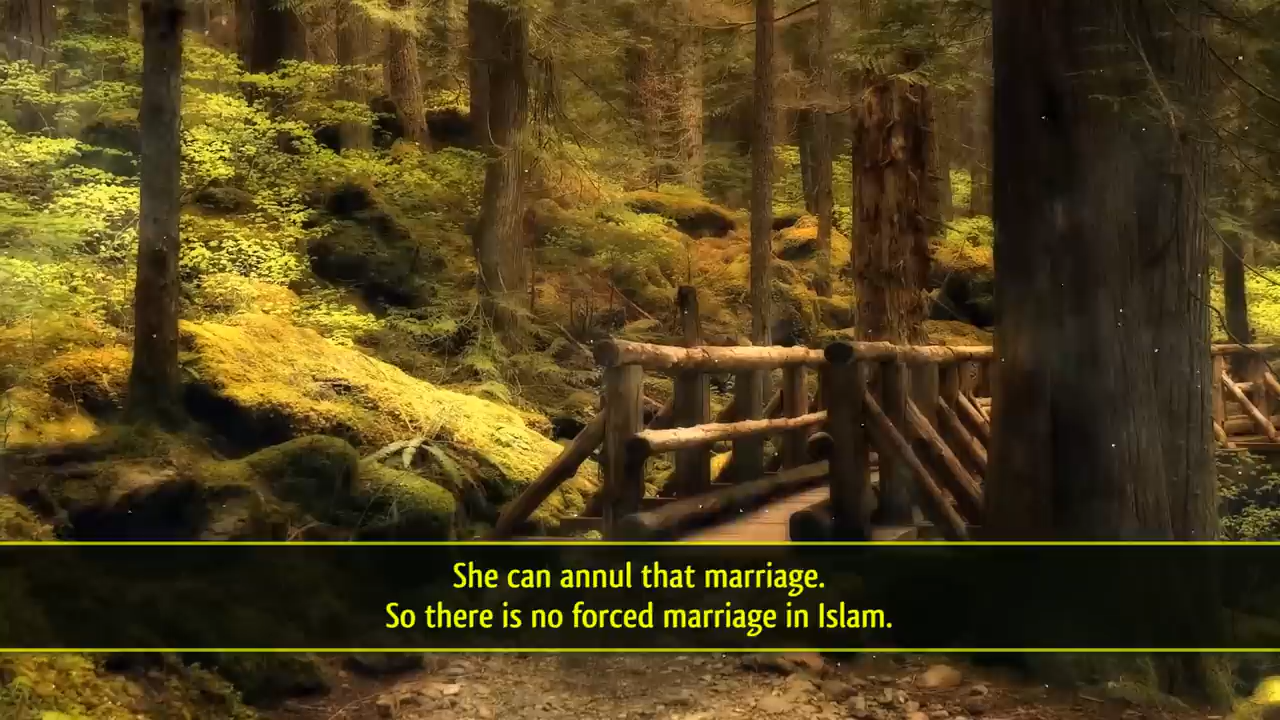 She can annul that marriage.
So there is no forced marriage in Islam.